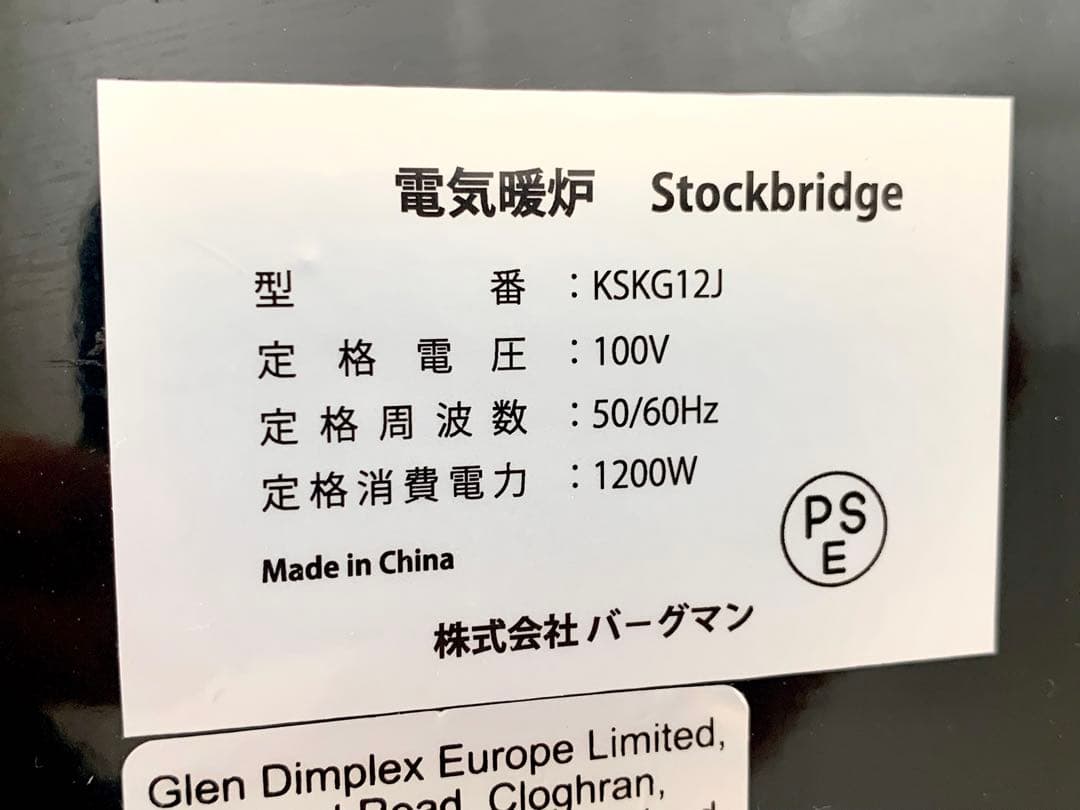 電気暖炉 Stockbridge
型番：KSKG12J
定格電圧：100V
定格周波数：50/60Hz
定格消費電力：1200W
PS
E
Made in China
株式会社 バーグマン
Glen Dimplex Europe Limited,
Road, Cloghran,